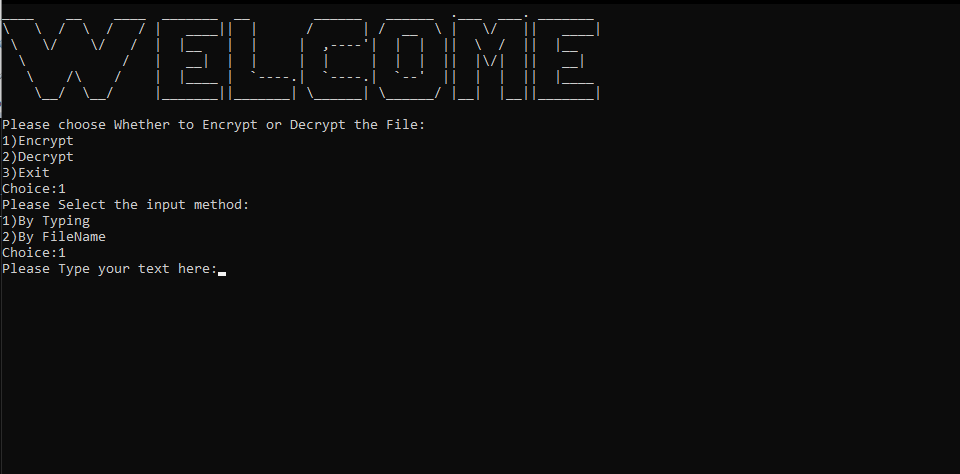 WELCOME
Please choose Whether to Encrypt or Decrypt the File:
1)Encrypt
2)Decrypt
3)Exit
Choice:1
Please Select the input method:
1)By Typing
2)By FileName
Choice:1
Please Type your text here: